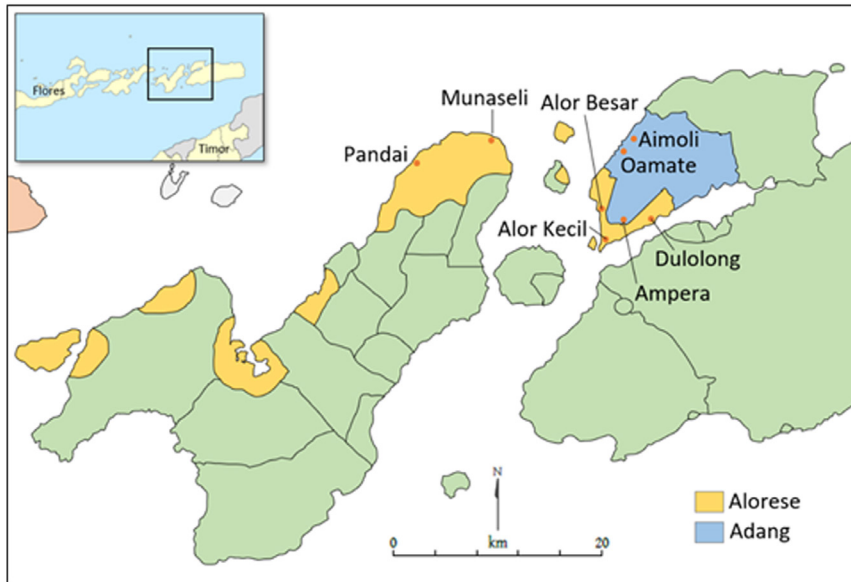 Flores
Timor
Munaseli
Alor Besar
Pandai
Aimoli
Oamate
Alor Kecil
Dulolong
Ampera
N
km
0
20
Alorese
Adang